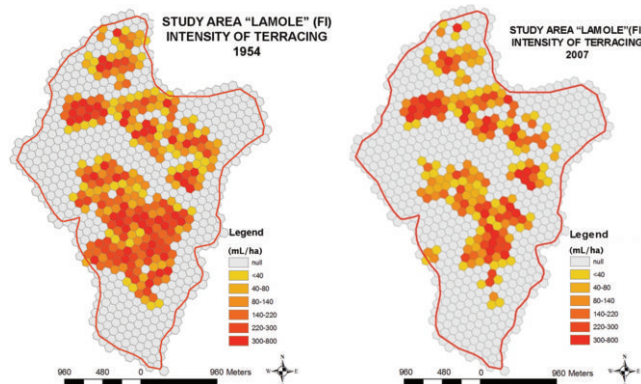 STUDY AREA “LAMOLE” (FI)
INTENSITY OF TERRACING
1954
Legend
(mL/ha)
null
<40
40-80
80-140
140-220
220-300
300-800
960 480 0 960 Meters
N
W E
S
STUDY AREA “LAMOLE”(FI)
INTENSITY OF TERRACING
2007
Legend
(mL/ha)
null
<40
40-80
80-140
140-220
220-300
300-800
960 480 0 960 Meters
N
W E
S